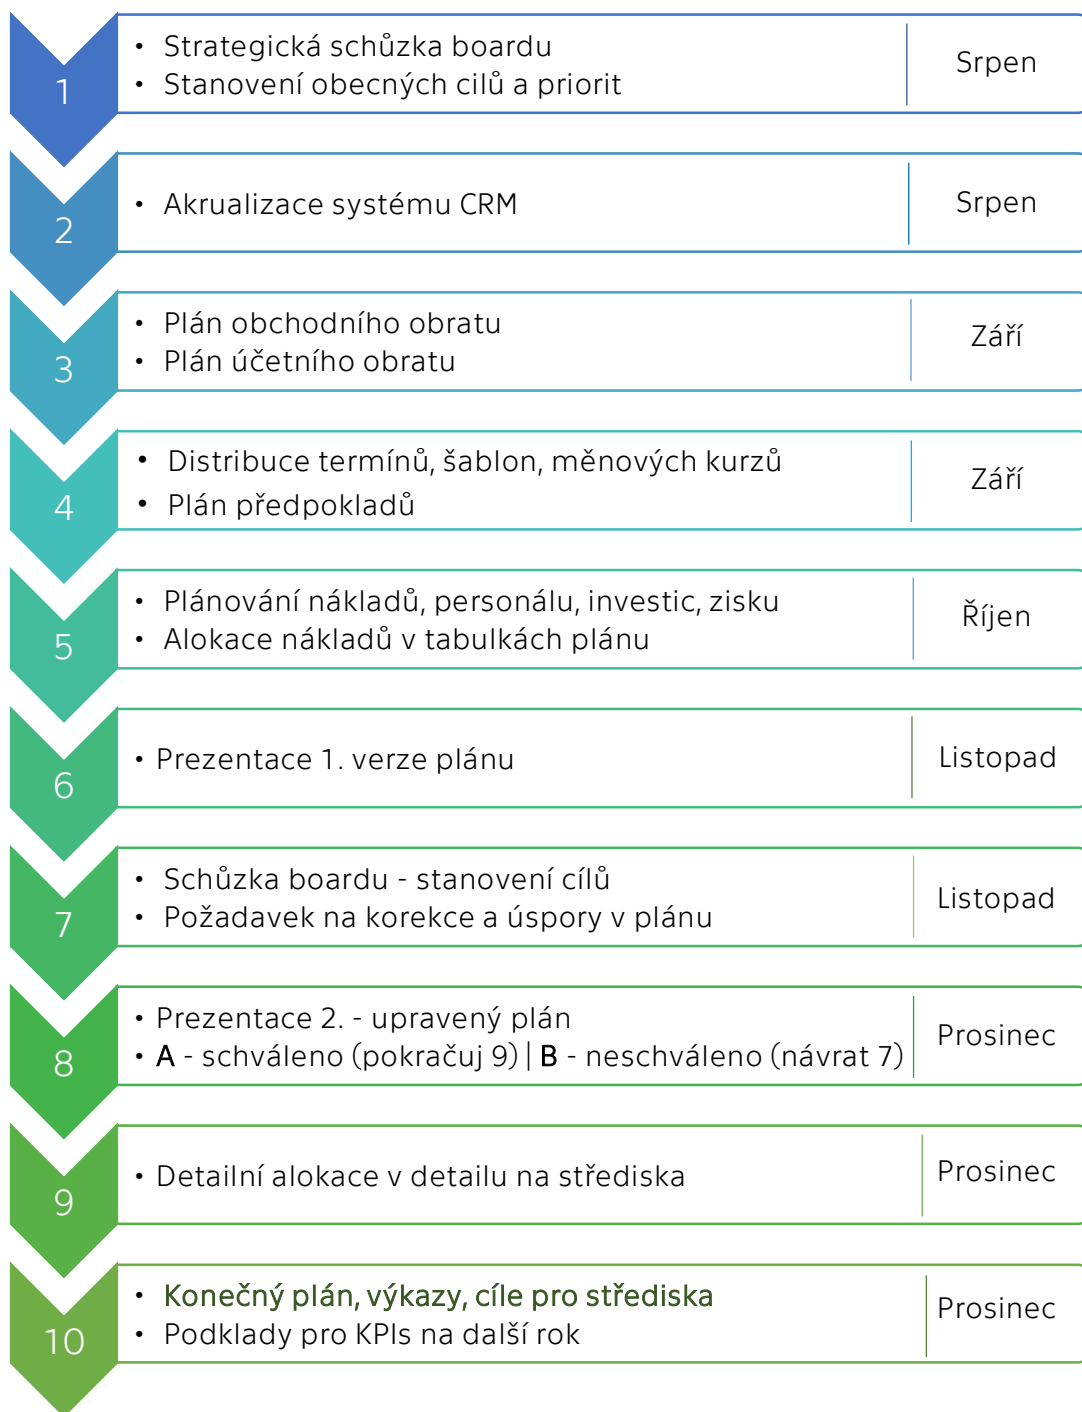 1
• Strategická schůzka boardu
• Stanovení obecných cilů a priorit
Srpen
2
• Akrualizace systému CRM
Srpen
3
• Plán obchodního obratu
• Plán účetního obratu
Září
4
• Distribuce termínů, šablon, měnových kurzů
• Plán předpokladů
Září
5
• Plánování nákladů, personálu, investic, zisku
• Alokace nákladů v tabulkách plánu
Říjen
6
• Prezentace 1. verze plánu
Listopad
7
• Schůzka boardu - stanovení cílů
• Požadavek na korekce a úspory v plánu
Listopad
8
• Prezentace 2. - upravený plán
• A - schváleno (pokračuj 9) | B - neschváleno (návrat 7)
Prosinec
9
• Detailní alokace v detailu na střediska
Prosinec
10
• Konečný plán, výkazy, cíle pro střediska
• Podklady pro KPIs na další rok
Prosinec